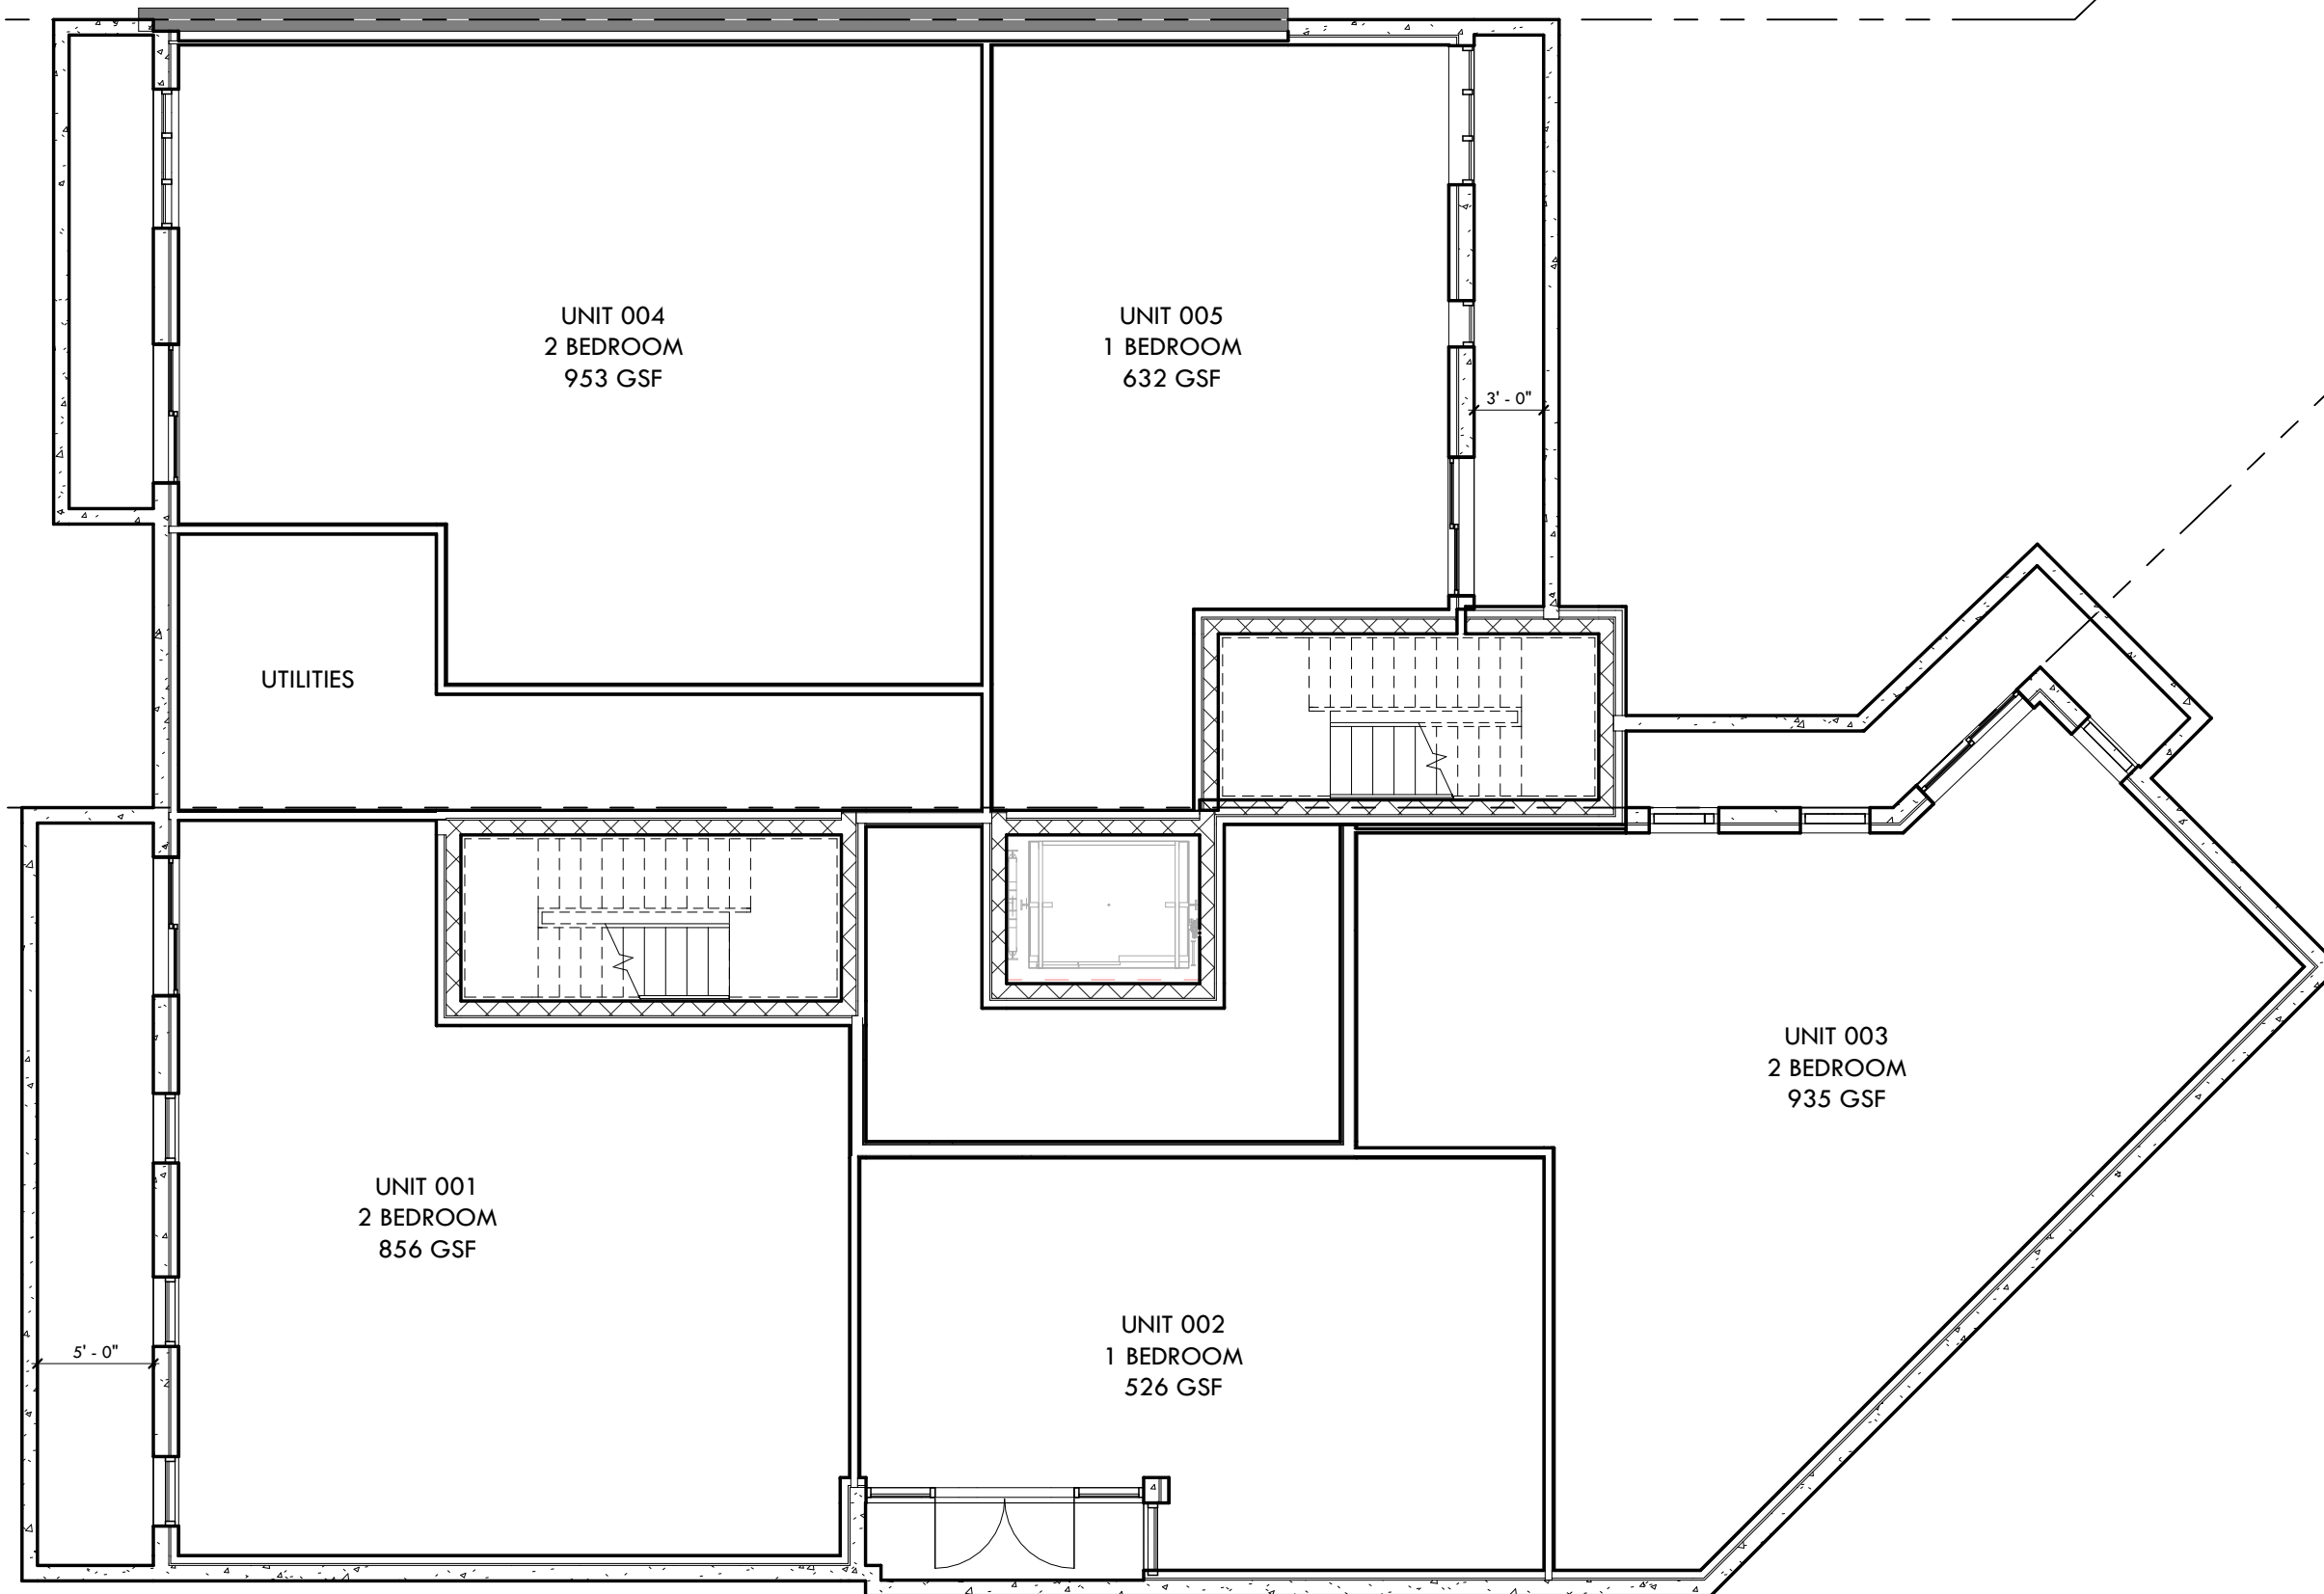 UNIT 004
2 BEDROOM
953 GSF
UNIT 005
1 BEDROOM
632 GSF
3' - 0"
UTILITIES
UNIT 003
2 BEDROOM
935 GSF
UNIT 001
2 BEDROOM
856 GSF
UNIT 002
1 BEDROOM
526 GSF
5' - 0"